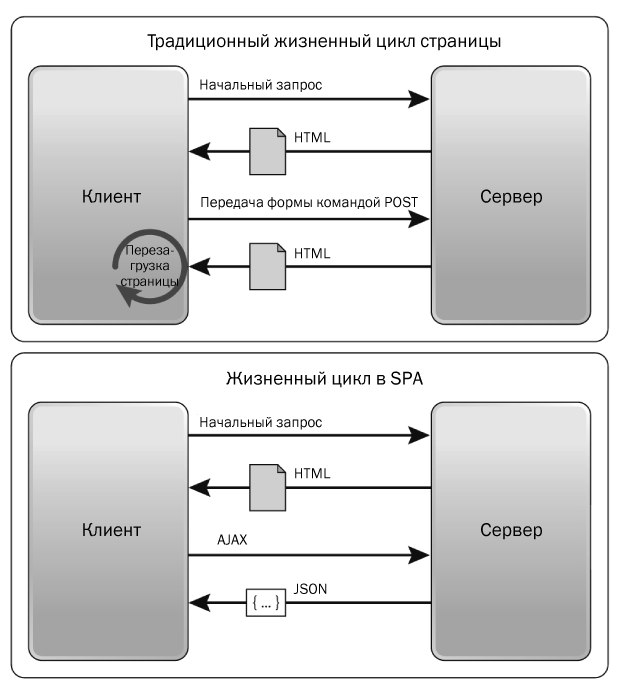 Традиционный жизненный цикл страницы
Начальный запрос
HTML
Клиент
Сервер
Передача формы командой POST
HTML
Переза-
грузка
страницы
Жизненный цикл в SPA
Начальный запрос
HTML
Клиент
Сервер
AJAX
JSON
{ ... }